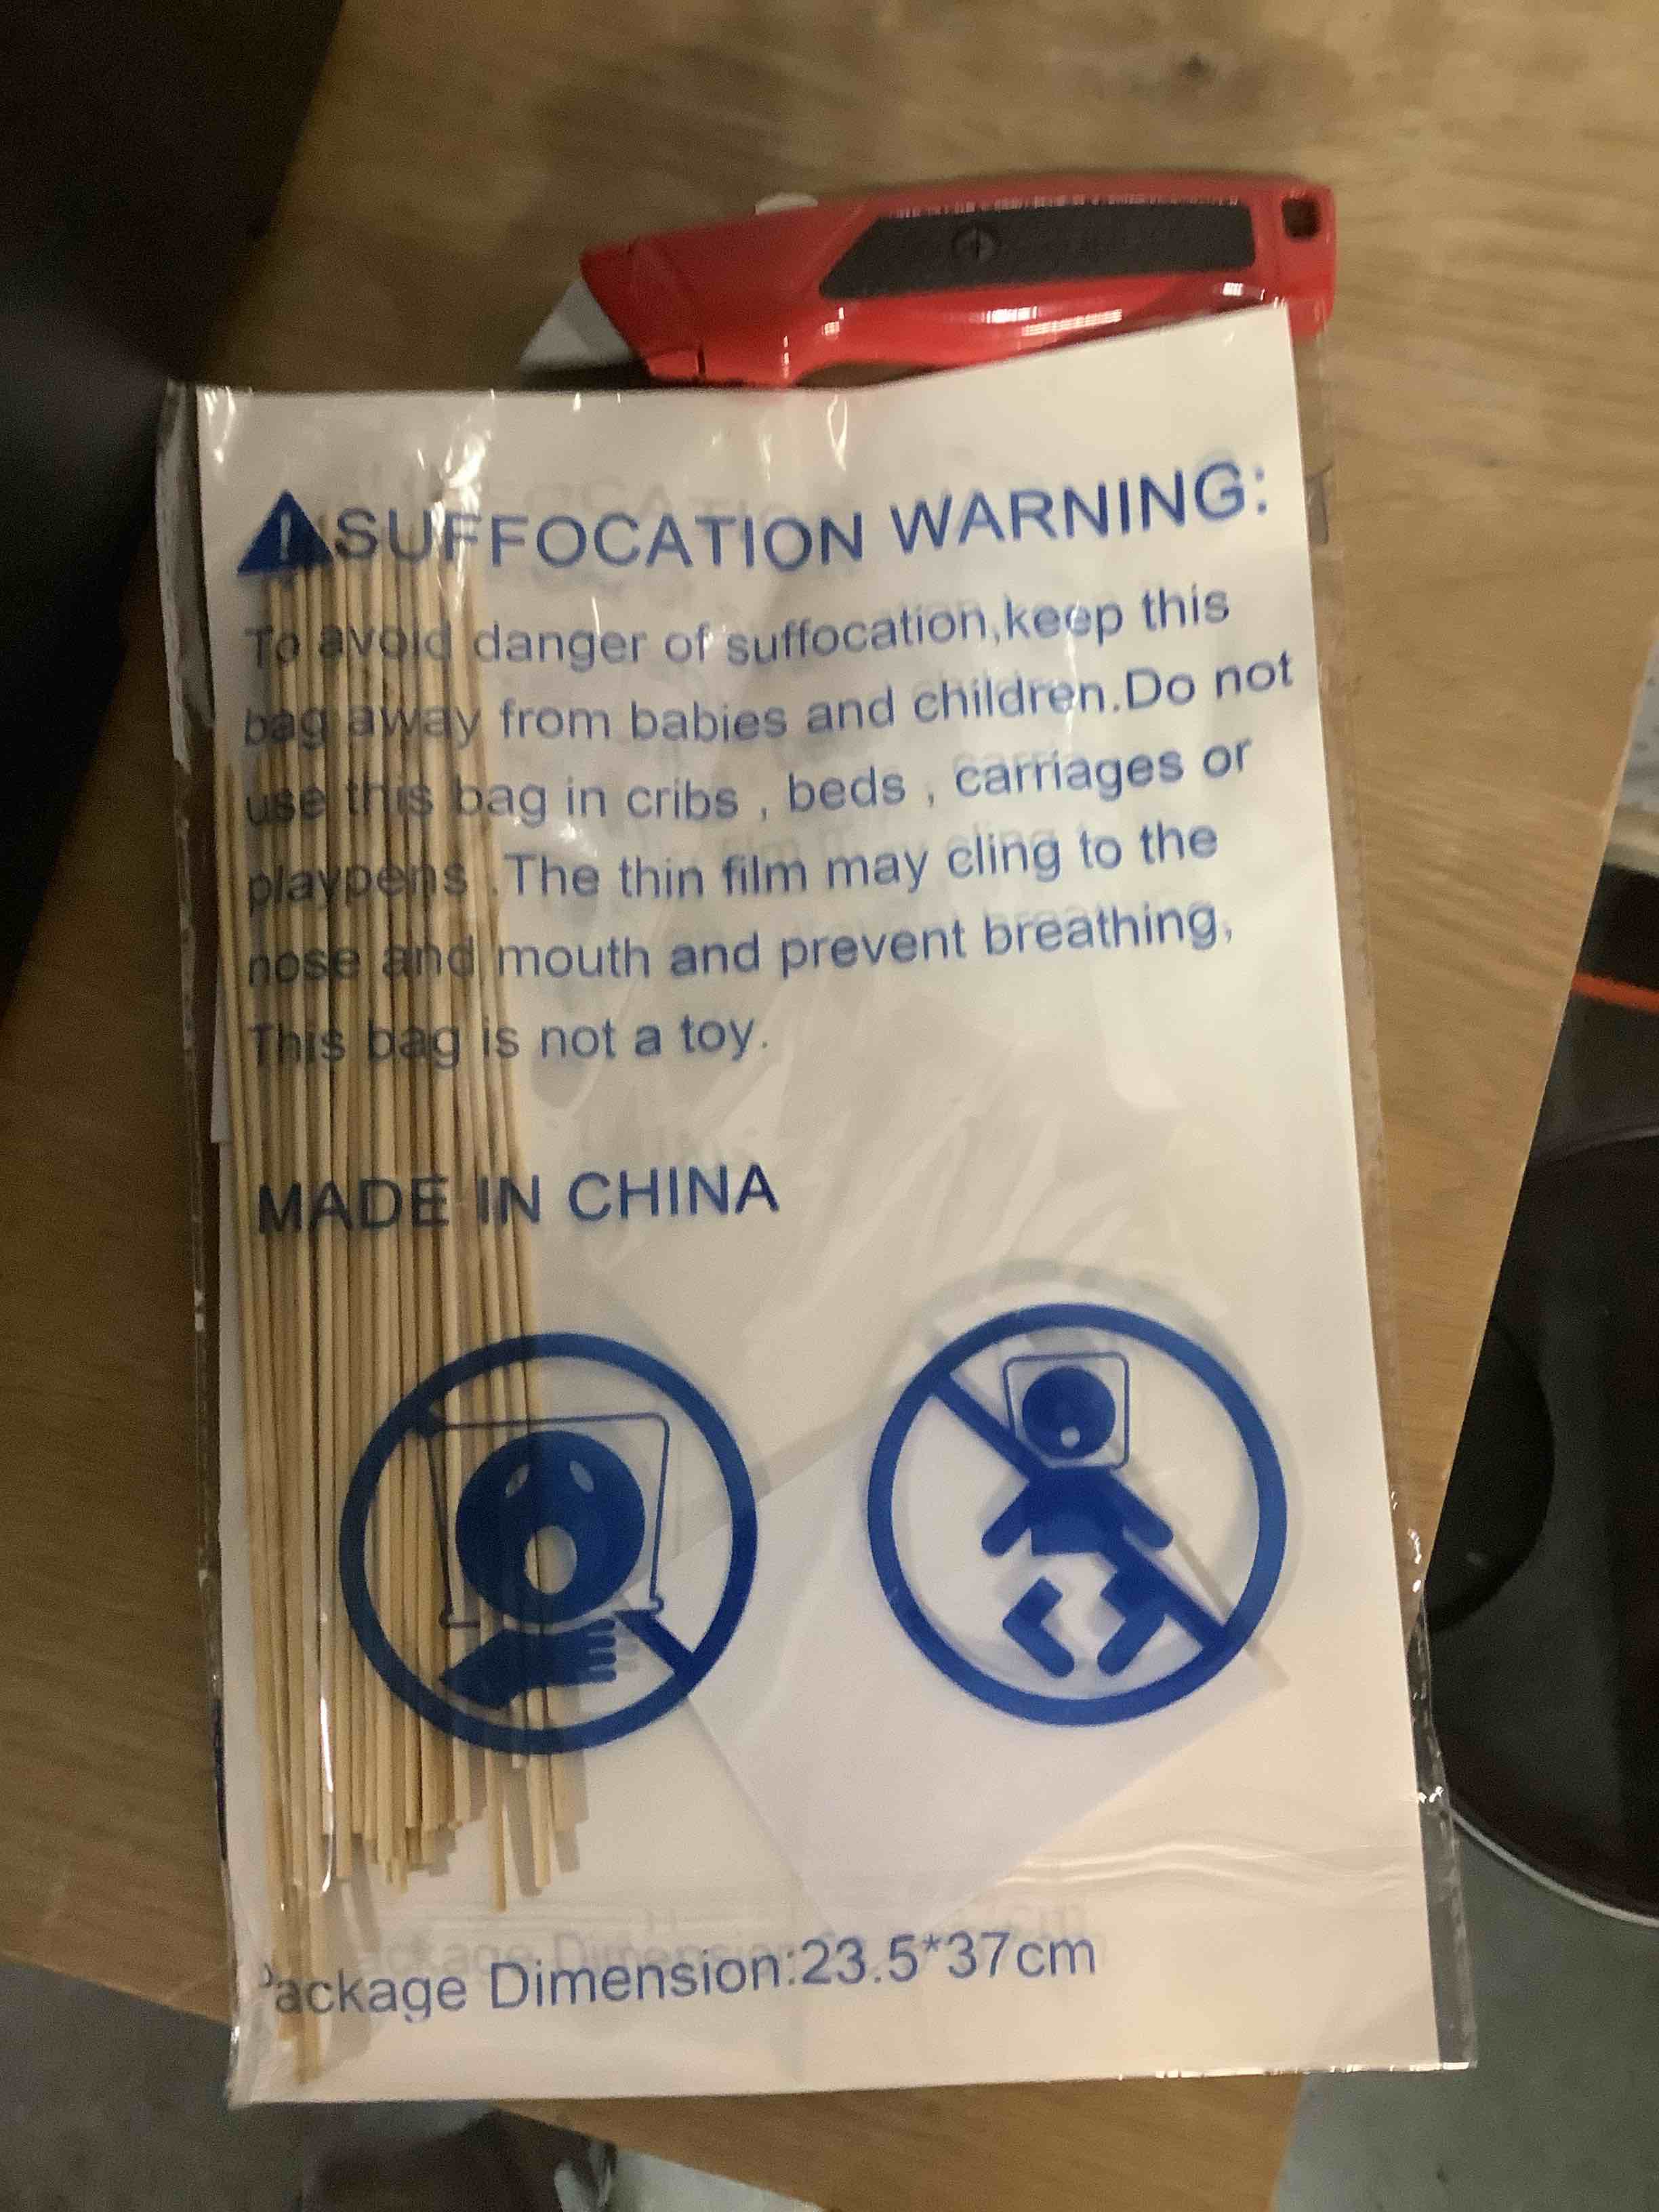 SUFFOCATION WARNING:
To avoid danger of suffocation,keep this
bag away from babies and children.Do not
use this bag in cribs , beds , carriages or
playpens .The thin film may cling to the
nose and mouth and prevent breathing,
This bag is not a toy.
MADE IN CHINA
Package Dimension:23.5*37cm